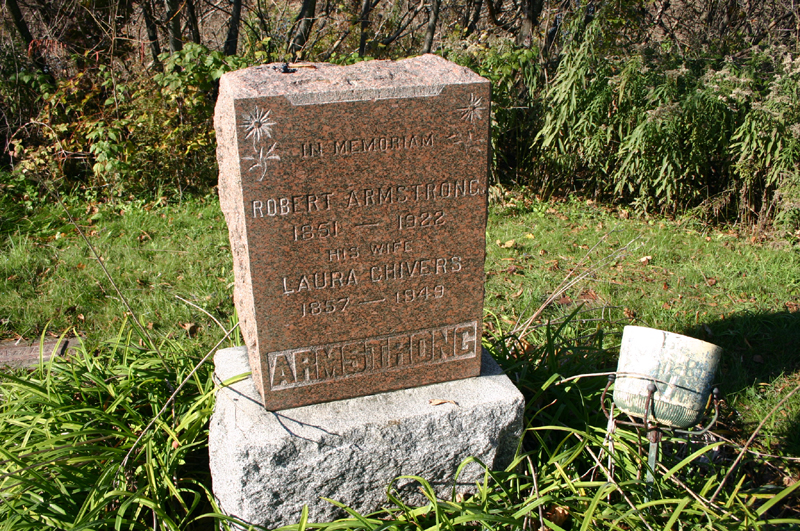 IN MEMORIAM
ROBERT ARMSTRONG
1851 — 1922
HIS WIFE
LAURA CHIVERS
1857 — 1949
ARMSTRONG